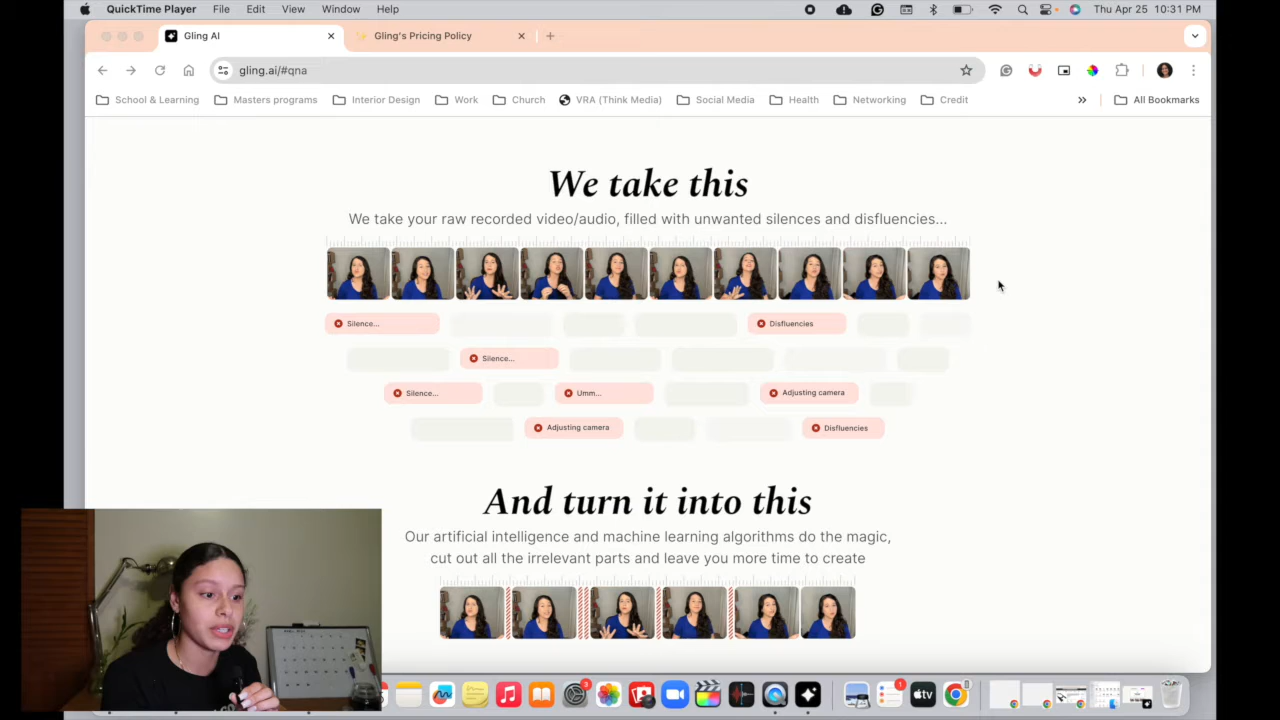 QuickTime Player File Edit View Window Help Thu Apr 25 10:31 PM
Gling AI Gling's Pricing Policy
gling.ai/#qna
School & Learning Masters programs Interior Design Work Church VRA (Think Media) Social Media Health Networking Credit All Bookmarks
We take this
We take your raw recorded video/audio, filled with unwanted silences and disfluencies...
Silence... Disfluencies
Silence...
Silence... Umm... Adjusting camera
Adjusting camera Disfluencies
And turn it into this
Our artificial intelligence and machine learning algorithms do the magic,
cut out all the irrelevant parts and leave you more time to create
3 1
tv